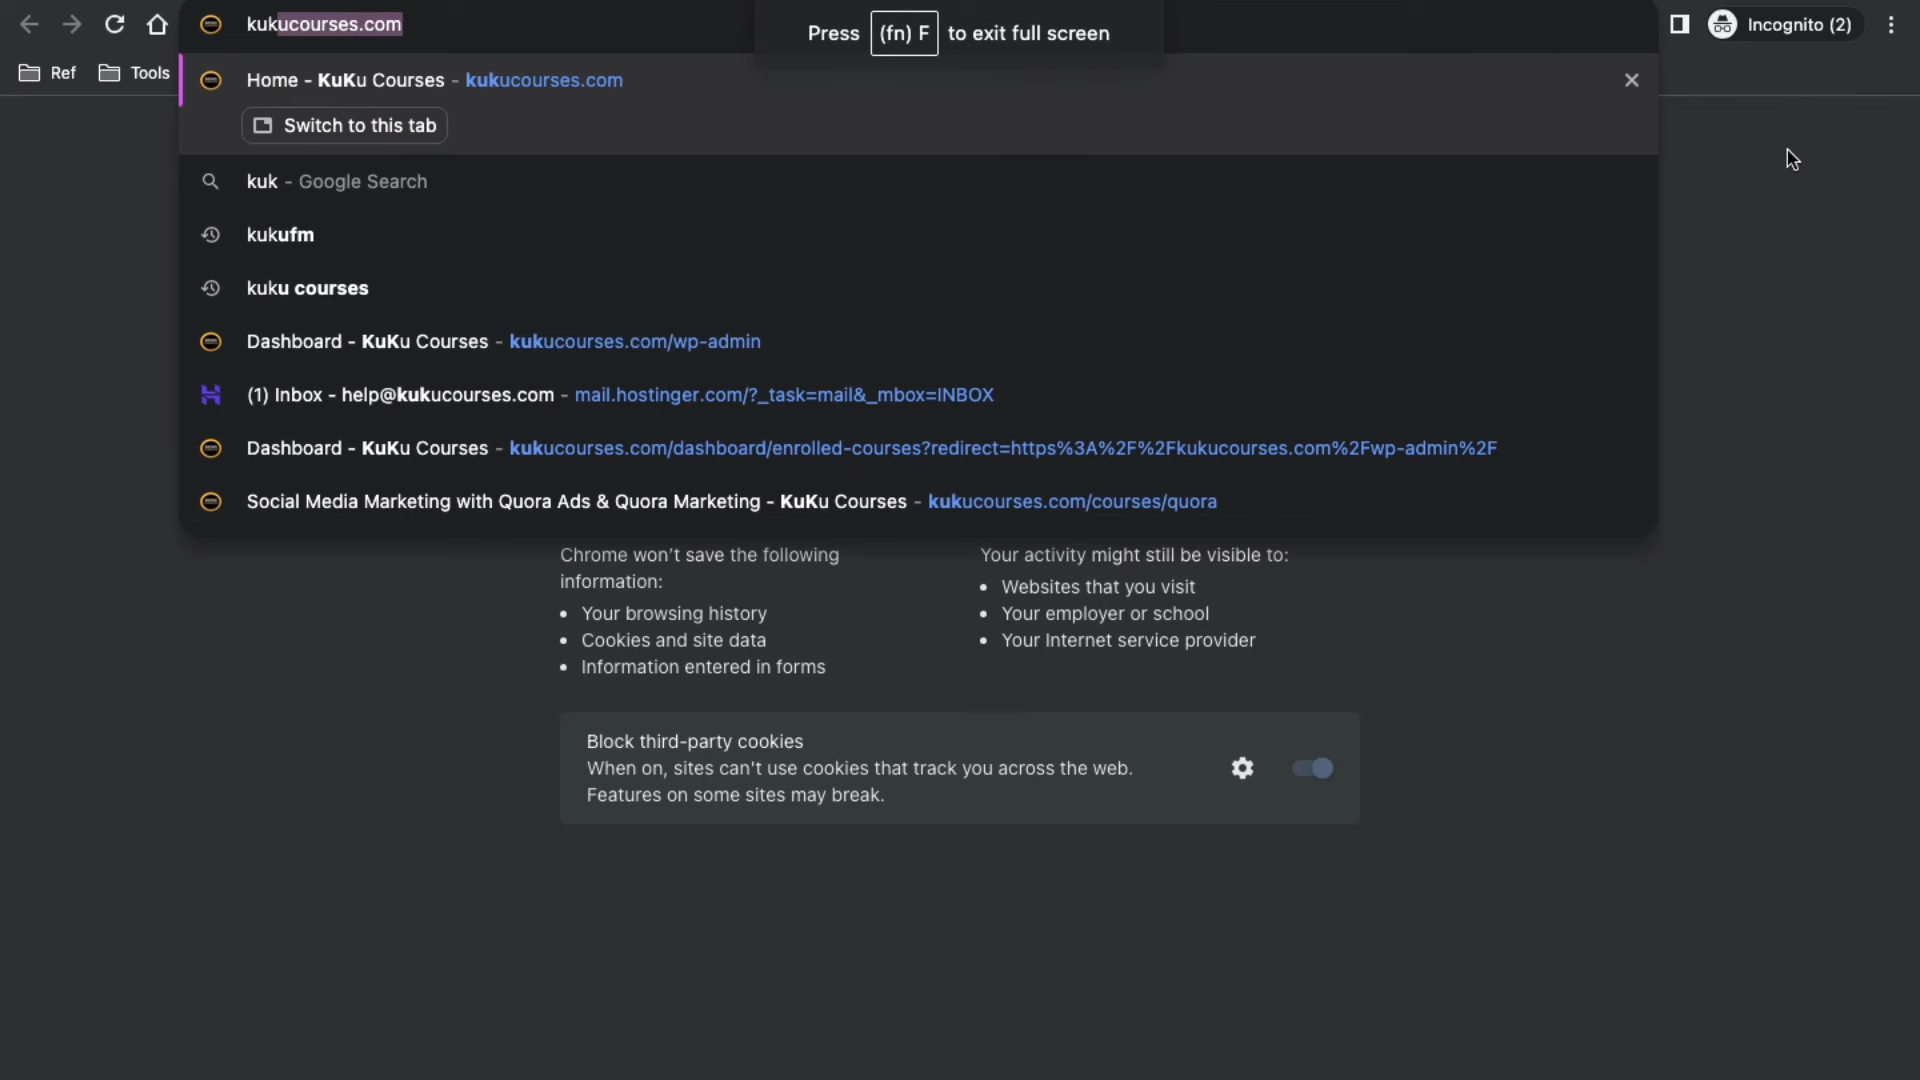 kukucourses.com
Press (fn) F to exit full screen
Incognito (2)
Ref
Tools
Home - KuKu Courses - kukucourses.com
Switch to this tab
kuk - Google Search
kukufm
kuku courses
Dashboard - KuKu Courses - kukucourses.com/wp-admin
(1) Inbox - help@kukucourses.com - mail.hostinger.com/?_task=mail&_mbox=INBOX
Dashboard - KuKu Courses - kukucourses.com/dashboard/enrolled-courses?redirect=https%3A%2F%2Fkukucourses.com%2Fwp-admin%2F
Social Media Marketing with Quora Ads & Quora Marketing - KuKu Courses - kukucourses.com/courses/quora
Chrome won't save the following
information:
• Your browsing history
• Cookies and site data
• Information entered in forms
Your activity might still be visible to:
• Websites that you visit
• Your employer or school
• Your Internet service provider
Block third-party cookies
When on, sites can't use cookies that track you across the web.
Features on some sites may break.